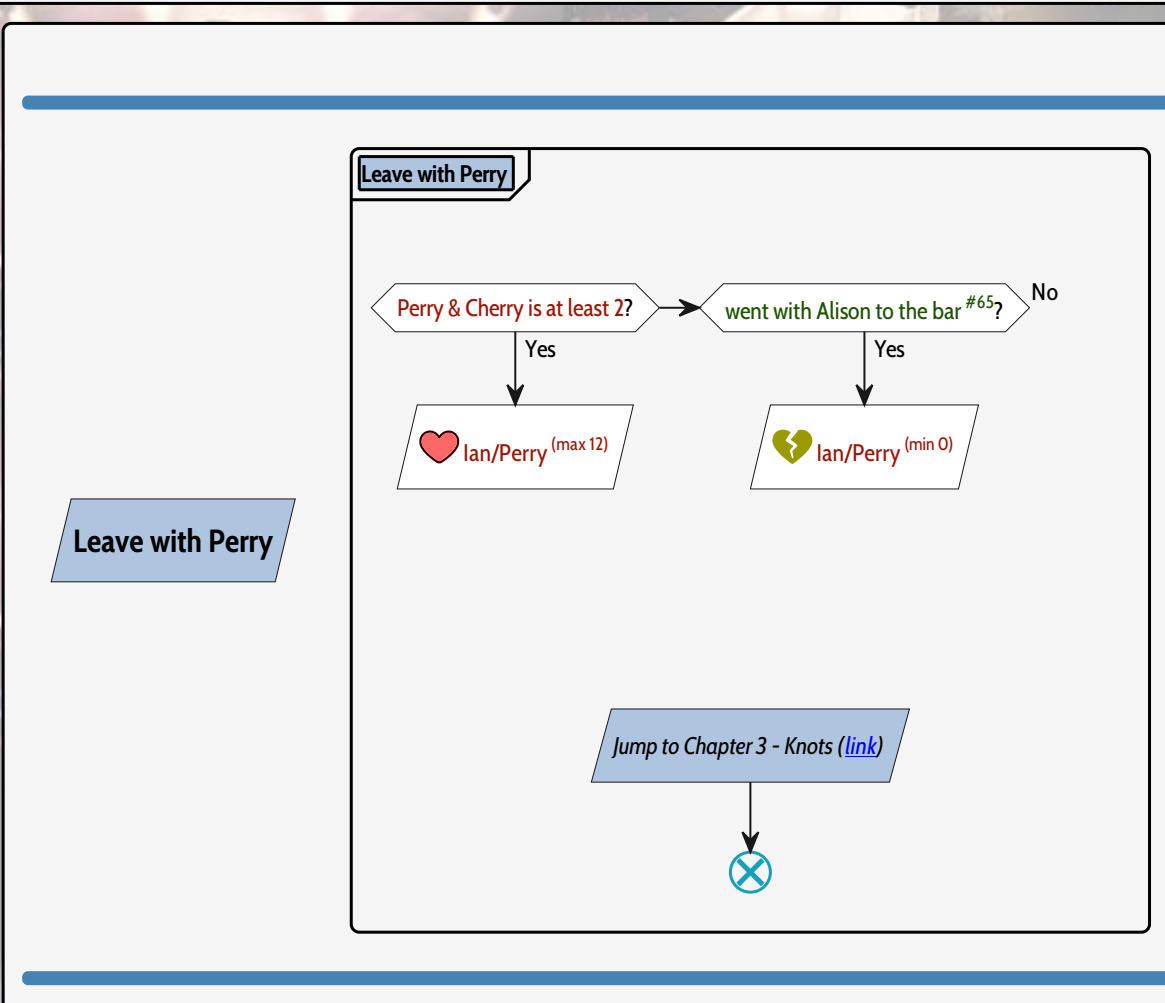 Leave with Perry
Perry & Cherry is at least 2?
went with Alison to the bar #65?
No
Yes
Yes
Ian/Perry (max 12)
Ian/Perry (min 0)
Leave with Perry
Jump to Chapter 3 - Knots (link)